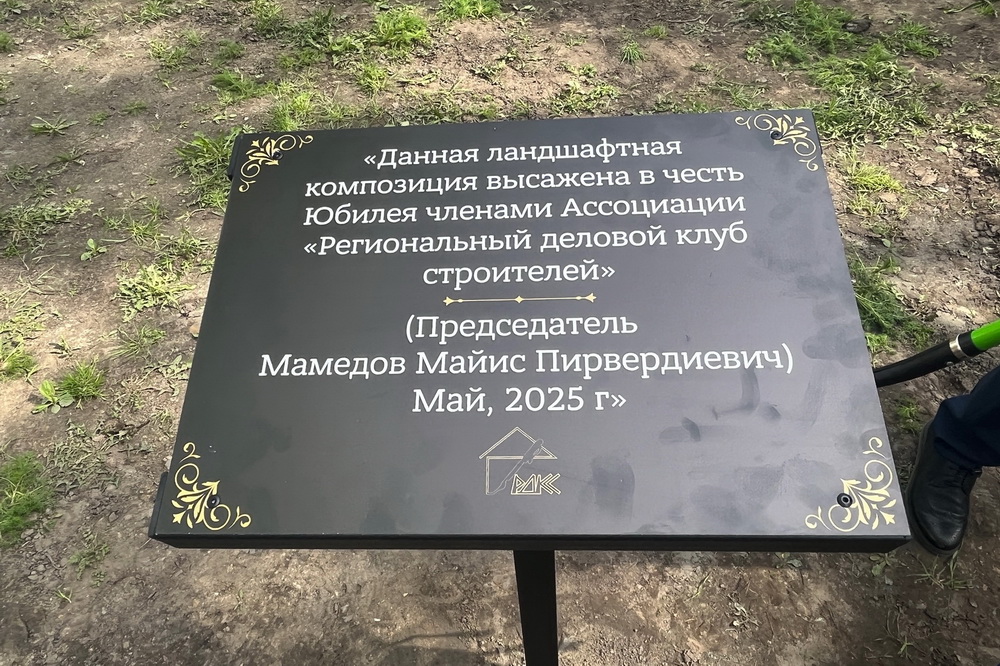 «Данная ландшафтная
композиция высажена в честь
Юбилея членами Ассоциации
«Региональный деловой клуб
строителей»
(Председатель
Мамедов Майис Пирвердиевич)
Май, 2025 г»
РДКС